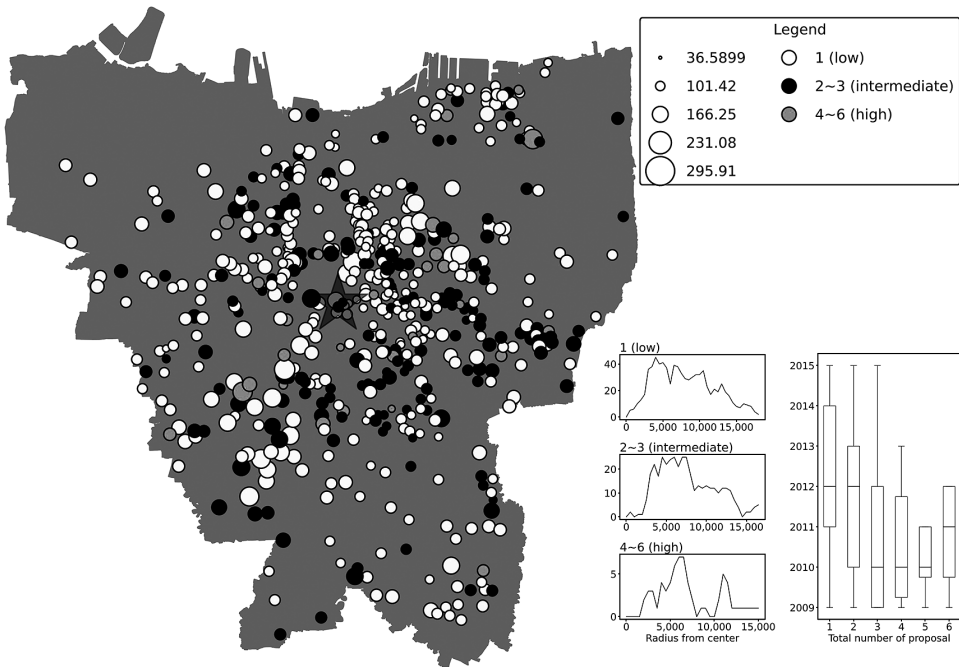 Legend
36.5899
101.42
166.25
231.08
295.91
1 (low)
2~3 (intermediate)
4~6 (high)
1 (low)
40
20
0
0 5,000 10,000 15,000
2~3 (intermediate)
20
10
0
0 5,000 10,000 15,000
4~6 (high)
5
0
0 5,000 10,000 15,000
Radius from center
2015
2014
2013
2012
2011
2010
2009
1 2 3 4 5 6
Total number of proposal